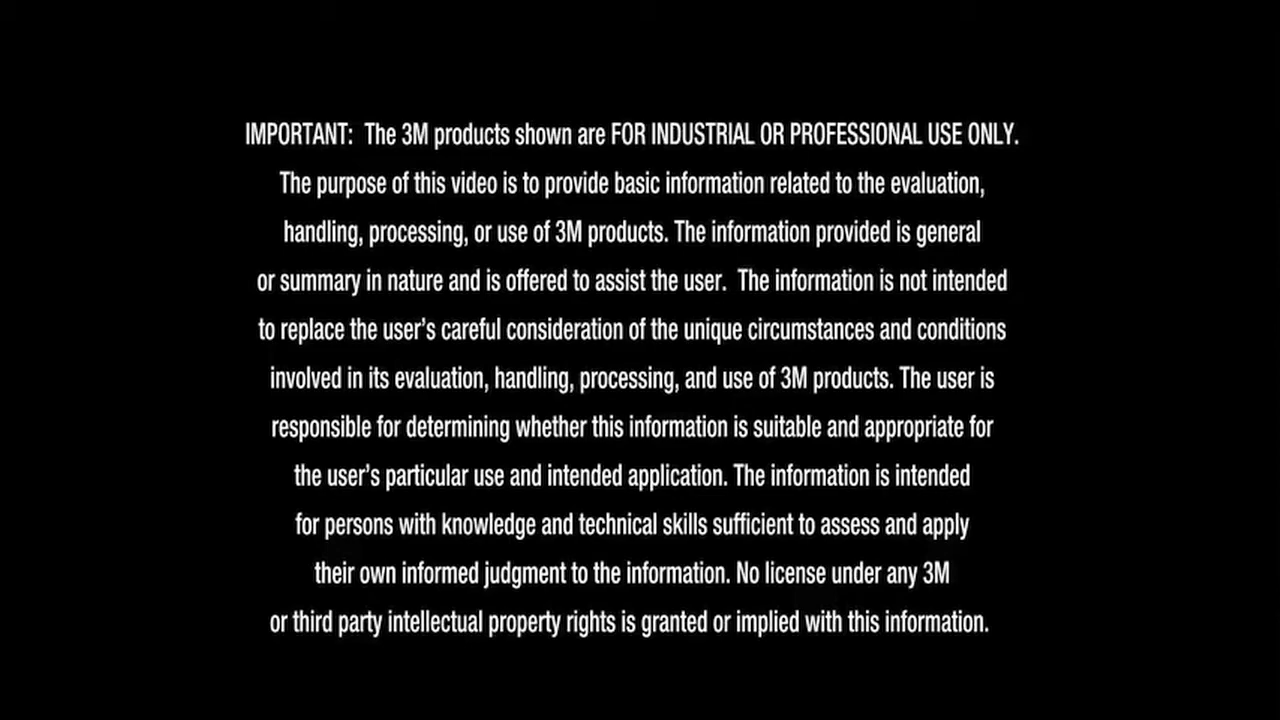 IMPORTANT:  The 3M products shown are FOR INDUSTRIAL OR PROFESSIONAL USE ONLY.
The purpose of this video is to provide basic information related to the evaluation,
handling, processing, or use of 3M products. The information provided is general
or summary in nature and is offered to assist the user.  The information is not intended
to replace the user’s careful consideration of the unique circumstances and conditions
involved in its evaluation, handling, processing, and use of 3M products. The user is
responsible for determining whether this information is suitable and appropriate for
the user’s particular use and intended application. The information is intended
for persons with knowledge and technical skills sufficient to assess and apply
their own informed judgment to the information. No license under any 3M
or third party intellectual property rights is granted or implied with this information.